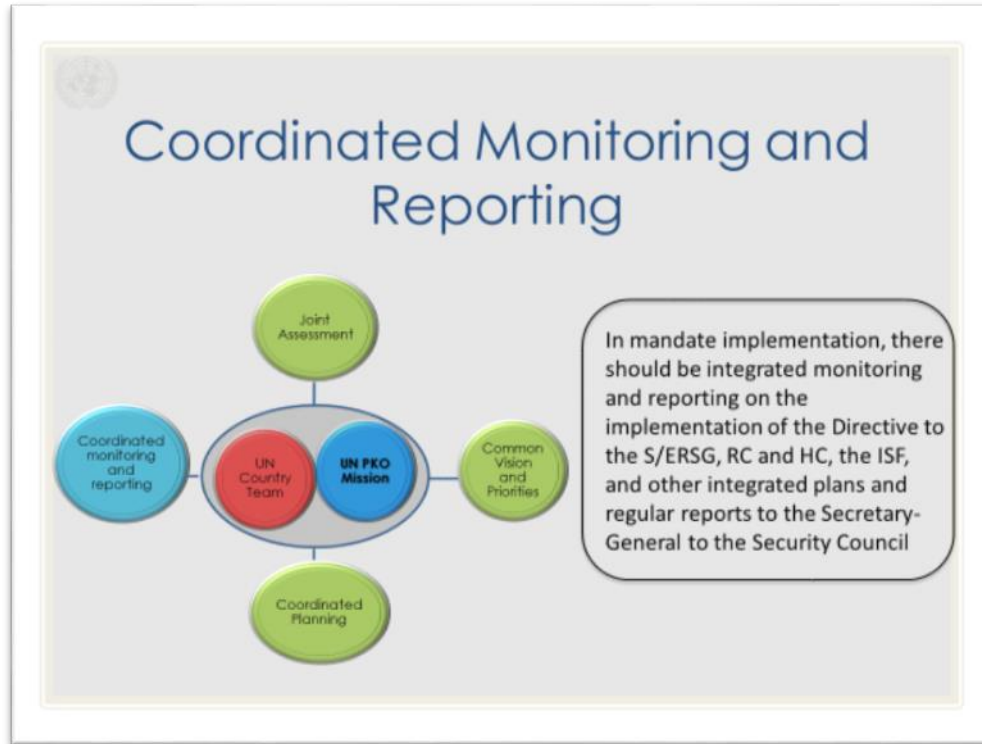 Coordinated Monitoring and
Reporting
Joint
Assessment
Coordinated
monitoring
and
reporting
UN
Country
Team
UN PKO
Mission
Common
Vision
and
Priorities
Coordinated
Planning
In mandate implementation, there
should be integrated monitoring
and reporting on the
implementation of the Directive to
the S/ERSG, RC and HC, the ISF,
and other integrated plans and
regular reports to the Secretary-
General to the Security Council